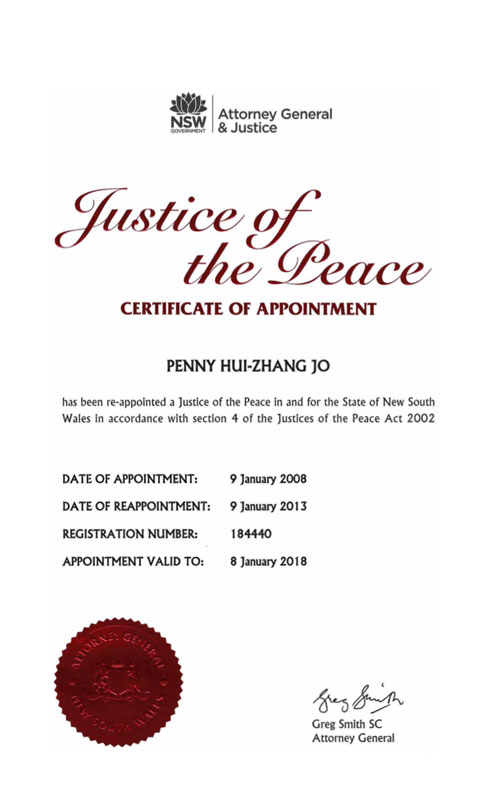 NSW
GOVERNMENT
Attorney General
& Justice
Justice of
the Peace
CERTIFICATE OF APPOINTMENT
PENNY HUI-ZHANG JO
has been re-appointed a Justice of the Peace in and for the State of New South
Wales in accordance with section 4 of the Justices of the Peace Act 2002
DATE OF APPOINTMENT: 9 January 2008
DATE OF REAPPOINTMENT: 9 January 2013
REGISTRATION NUMBER: 184440
APPOINTMENT VALID TO: 8 January 2018
ATTORNEY GENERAL
NEW SOUTH WALES
Greg Smith
Greg Smith SC
Attorney General